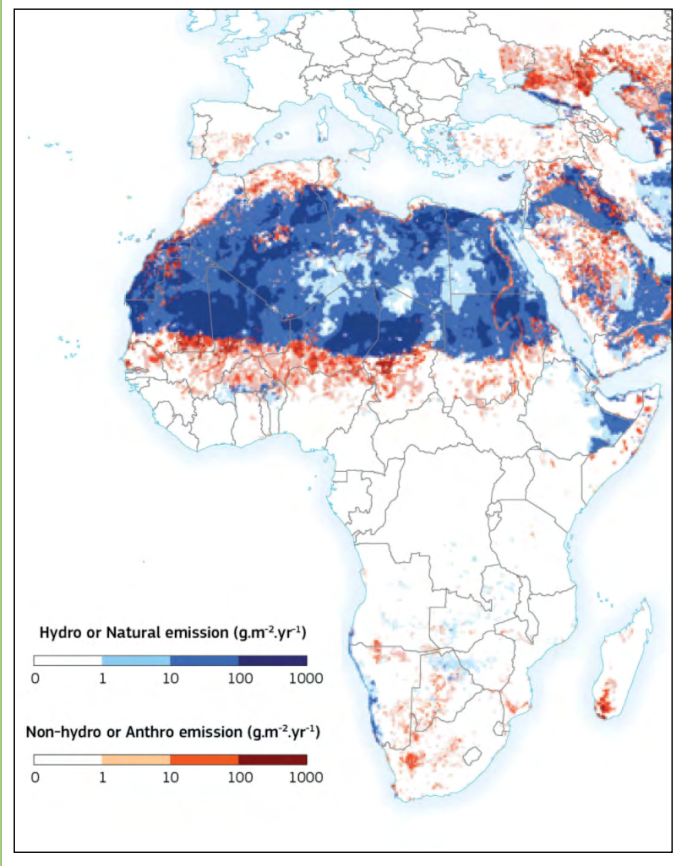 Hydro or Natural emission (g.m⁻².yr⁻¹)
0 1 10 100 1000
Non-hydro or Anthro emission (g.m⁻².yr⁻¹)
0 1 10 100 1000